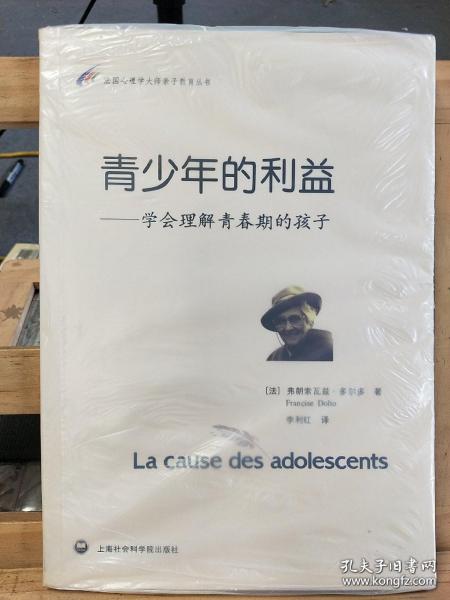 法国心理学大师亲子教育丛书
青少年的利益
——学会理解青春期的孩子
[法] 弗朗索瓦兹·多尔多 著
Françise Dolto
李利红 译
La cause des adolescents
上海社会科学院出版社
孔夫子旧书网
www.kongfz.com